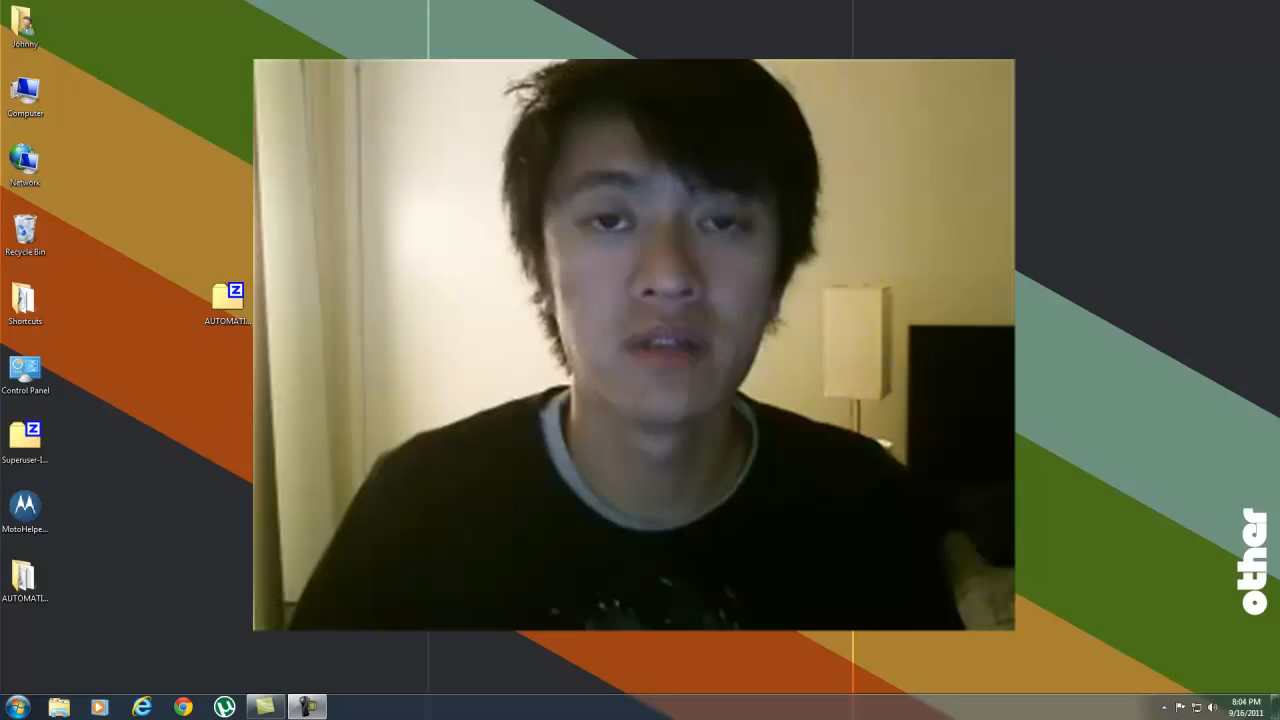 Johnny
Computer
Network
Recycle Bin
Shortcuts
AUTOMATI...
Control Panel
Superuser-I...
MotoHelpe...
AUTOMATI...
other
8:04 PM
9/16/2011